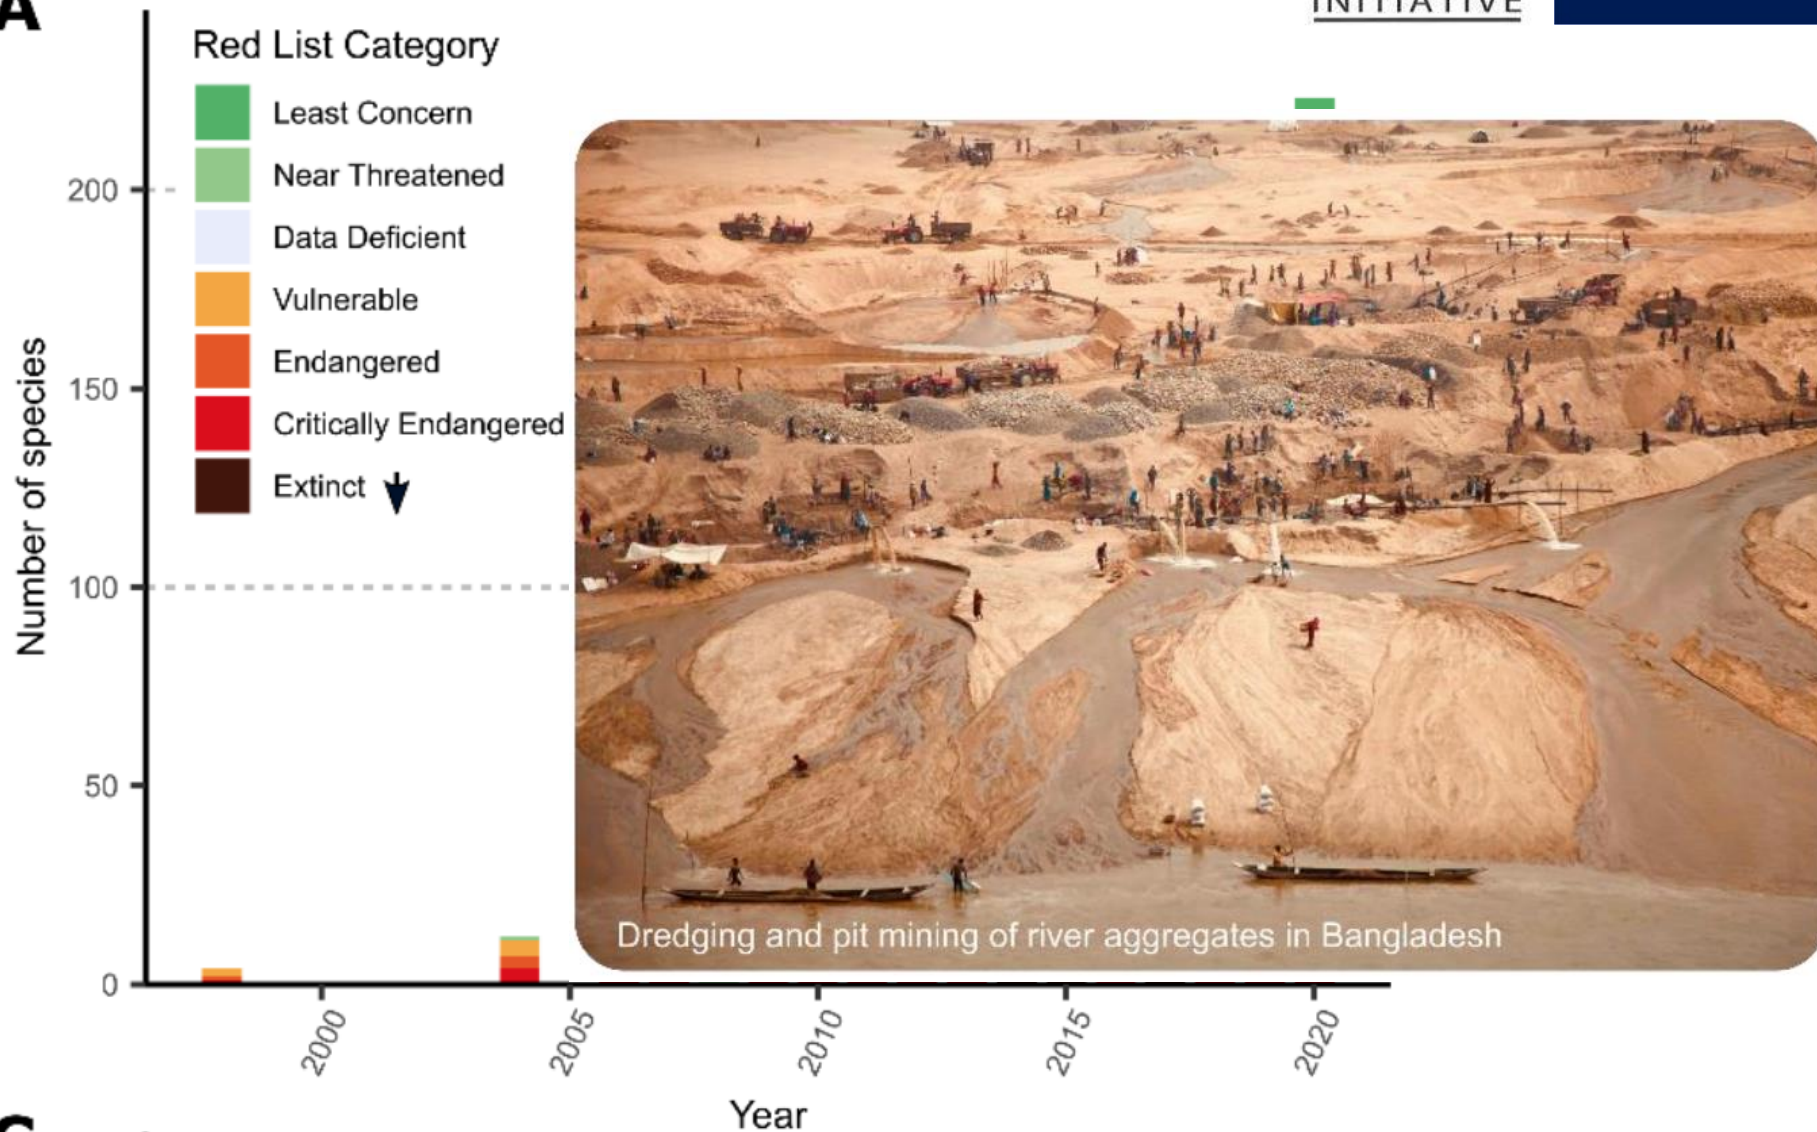 A
INITIATIVE
Red List Category
Least Concern
Near Threatened
Data Deficient
Vulnerable
Endangered
Critically Endangered
Extinct
Number of species
200
150
100
50
0
Dredging and pit mining of river aggregates in Bangladesh
2000
2005
2010
2015
2020
Year
C